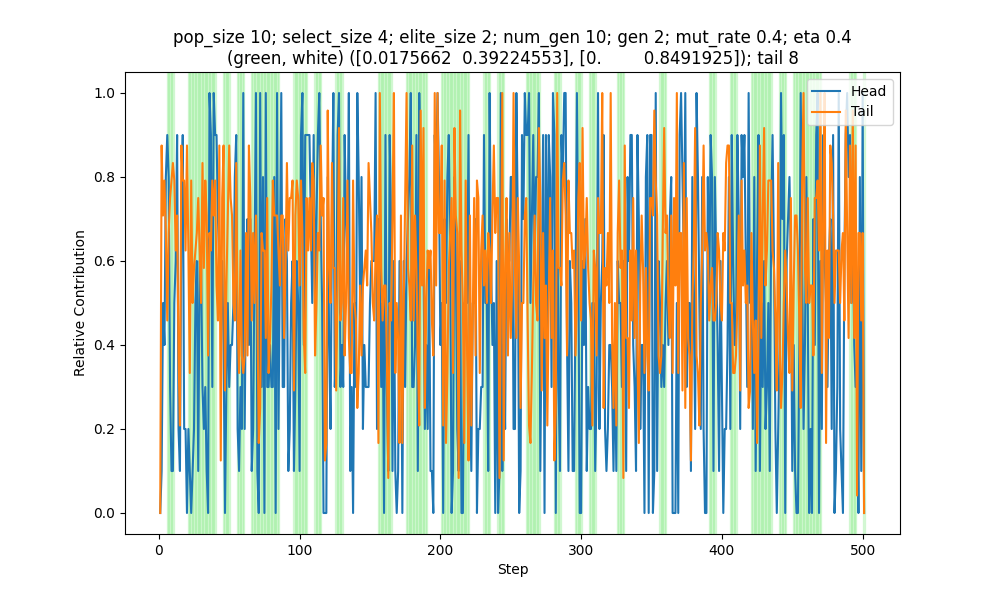 pop_size 10; select_size 4; elite_size 2; num_gen 10; gen 2; mut_rate 0.4; eta 0.4
(green, white) ([0.0175662 0.39224553], [0. 0.8491925]); tail 8
Head
Tail
Relative Contribution
1.0
0.8
0.6
0.4
0.2
0.0
0 100 200 300 400 500
Step